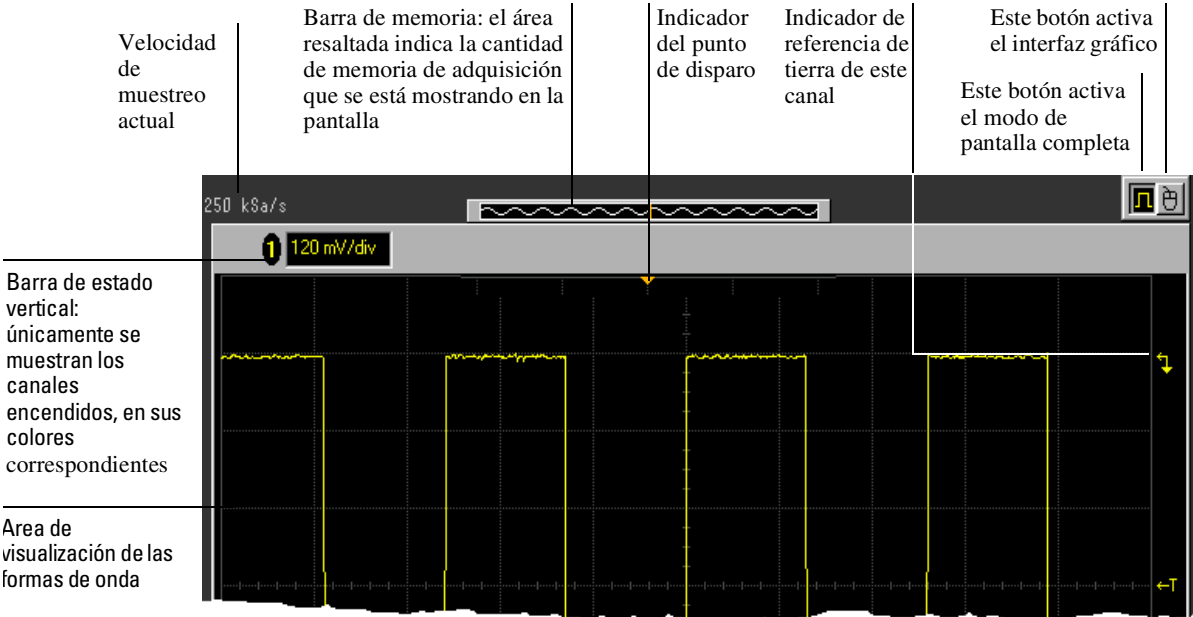 Velocidad
de
muestreo
actual
Barra de memoria: el área
resaltada indica la cantidad
de memoria de adquisición
que se está mostrando en la
pantalla
Indicador
del punto
de disparo
Indicador de
referencia de
tierra de este
canal
Este botón activa
el interfaz gráfico
Este botón activa
el modo de
pantalla completa
250 kSa/s
1 120 mV/div
Barra de estado
vertical:
únicamente se
muestran los
canales
encendidos, en sus
colores
correspondientes
Area de
visualización de las
formas de onda
T